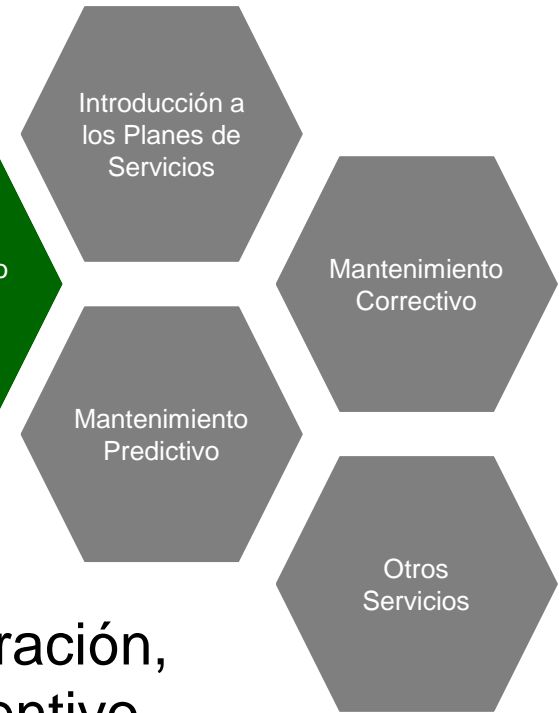 Introducción a
los Planes de
Servicios
Mantenimiento
Correctivo
Mantenimiento
Predictivo
Otros
Servicios